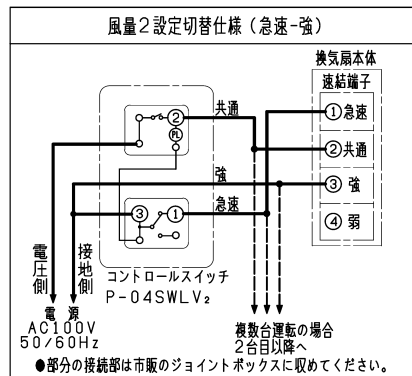 風量2設定切替仕様（急速-強）
換気扇本体
速結端子
①急速
②共通
③強
④弱
共通
②
PL
強
急速
③
①
電圧側
接地側
コントロールスイッチ
P-04SWLV₂
電源
AC100V
50/60Hz
複数台運転の場合
2台目以降へ
●部分の接続部は市販のジョイントボックスに収めてください。